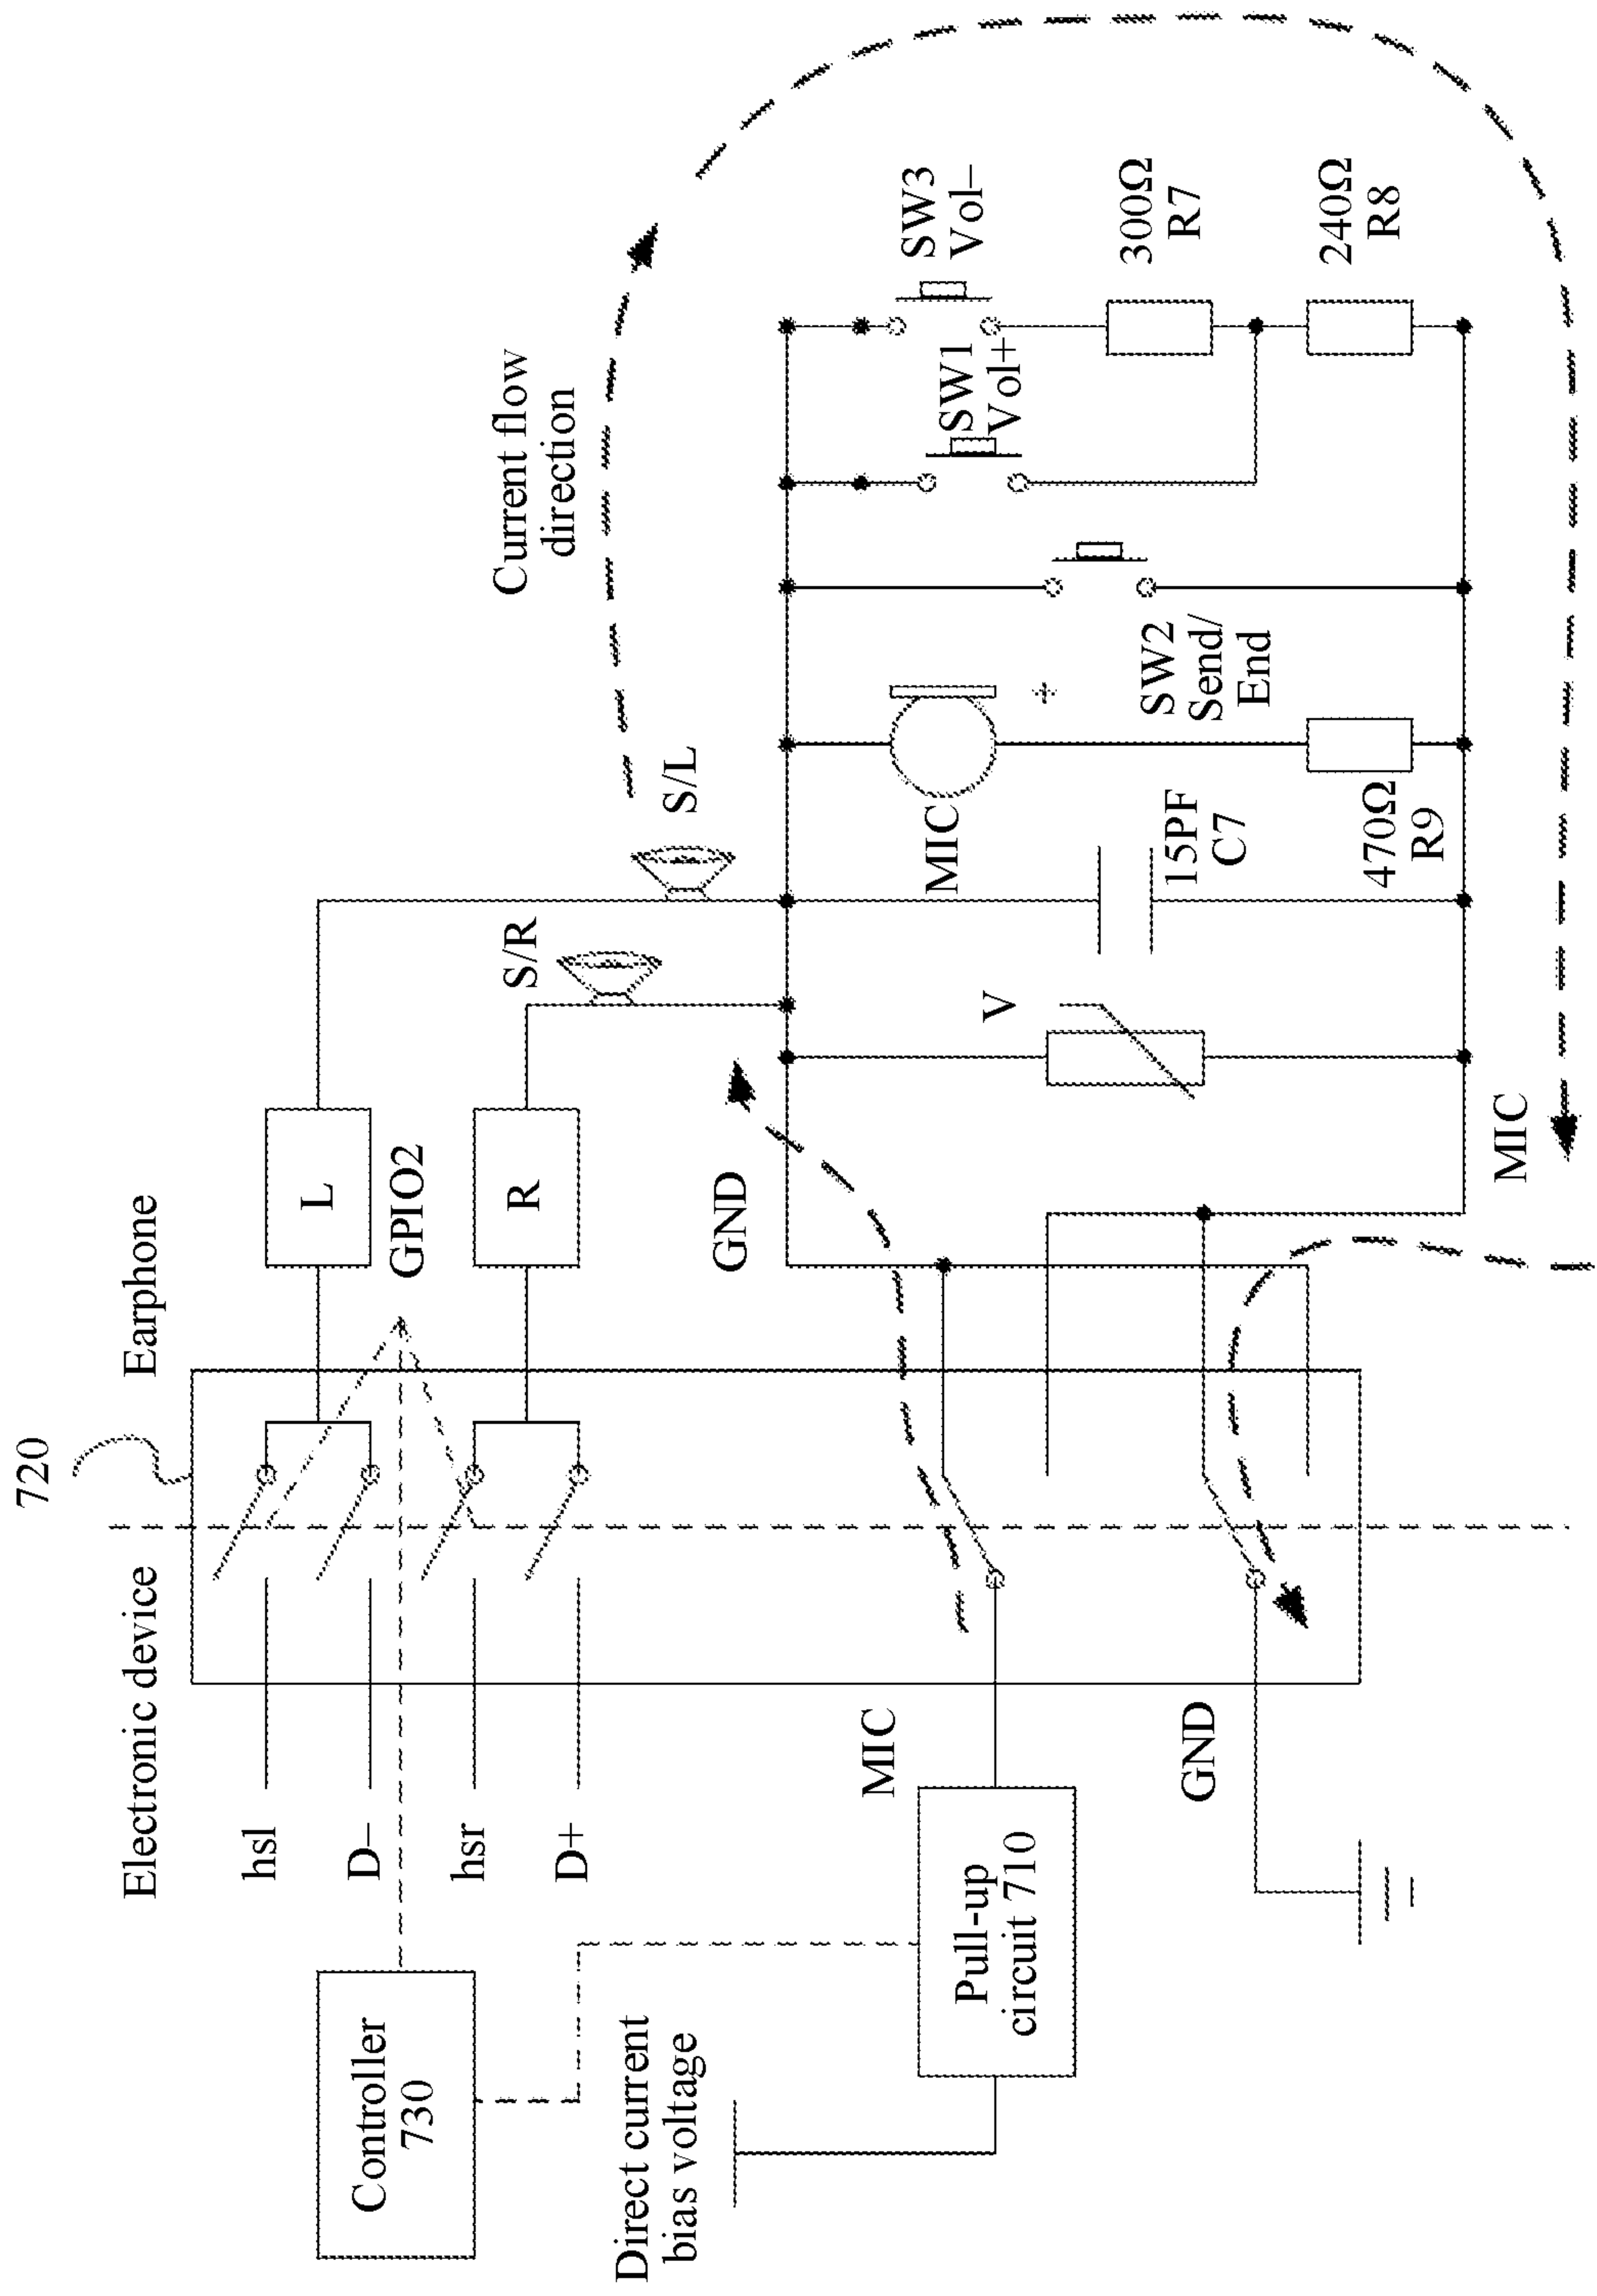 720
Electronic device
Earphone
hsl
D–
hsr
D+
L
GPIO2
R
S/R
S/L
Current flow
direction
Controller
730
Direct current
bias voltage
Pull-up
circuit 710
MIC
GND
GND
MIC
V
15PF
C7
MIC
470Ω
R9
SW2
Send/
End
SW1
Vol+
SW3
Vol–
300Ω
R7
240Ω
R8
+